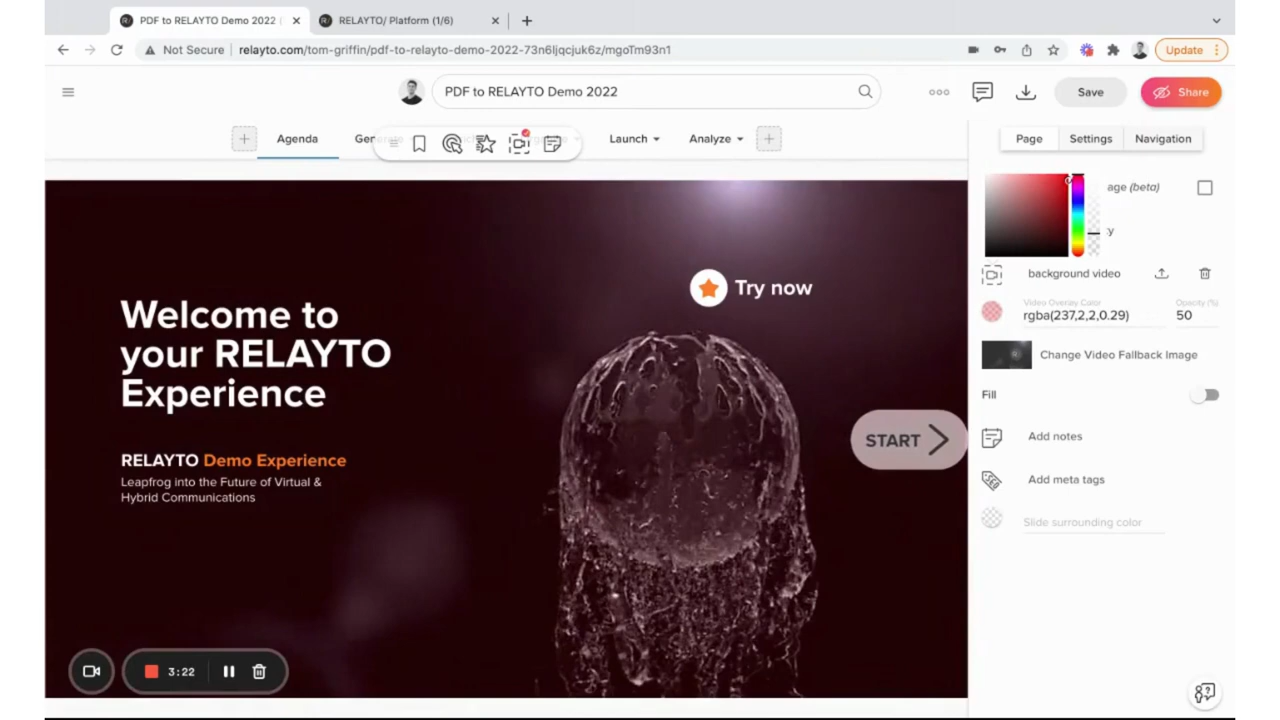 PDF to RELAYTO Demo 2022 (
RELAYTO/ Platform (1/6)
Not Secure
relayto.com/tom-griffin/pdf-to-relayto-demo-2022-73n6ljqcjuk6z/mgoTm93n1
Update
PDF to RELAYTO Demo 2022
Save
Share
Agenda
Launch
Analyze
Page
Settings
Navigation
age (beta)
y
background video
Video Overlay Color
rgba(237,2,2,0.29)
Opacity (%)
50
Change Video Fallback Image
Fill
Add notes
Add meta tags
Slide surrounding color
Try now
Welcome to
your RELAYTO
Experience
START
RELAYTO Demo Experience
Leapfrog into the Future of Virtual &
Hybrid Communications
3:22